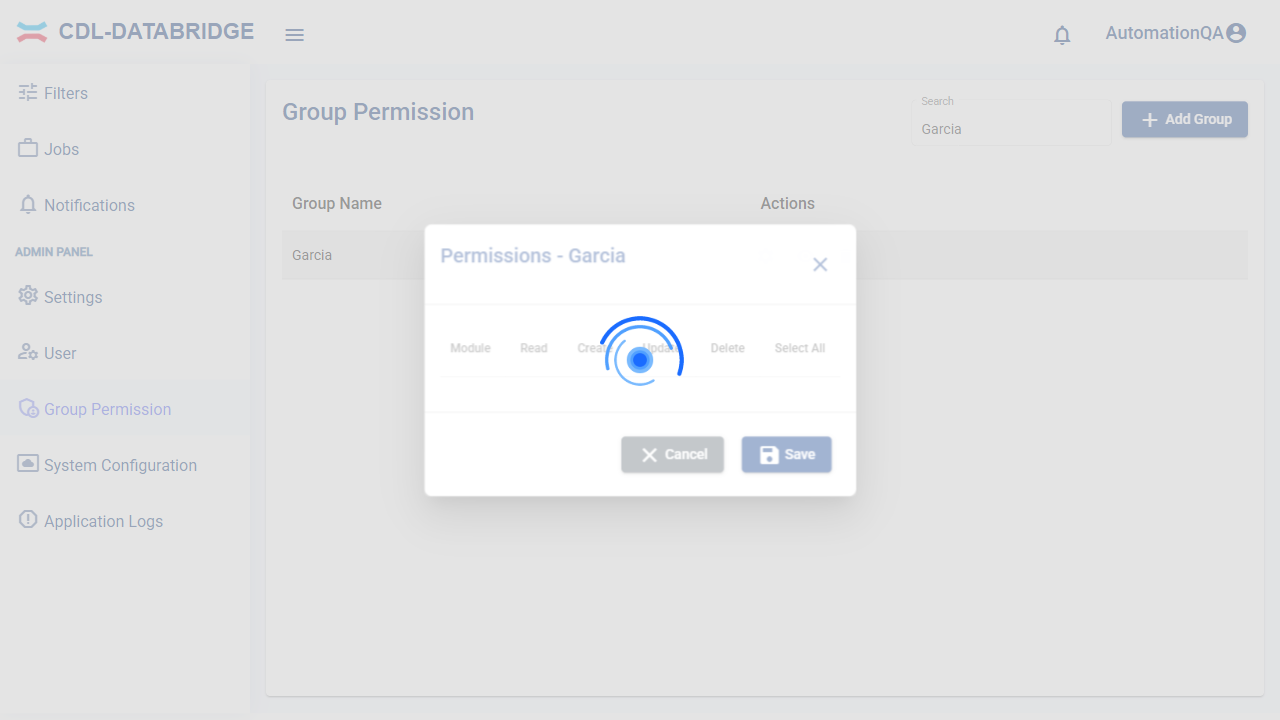 CDL-DATABRIDGE
AutomationQA
Filters
Jobs
Notifications
ADMIN PANEL
Settings
User
Group Permission
System Configuration
Application Logs
Group Permission
Search
Garcia
Add Group
Group Name Actions
Garcia
Permissions - Garcia
Module Read Create Update Delete Select All
Cancel Save